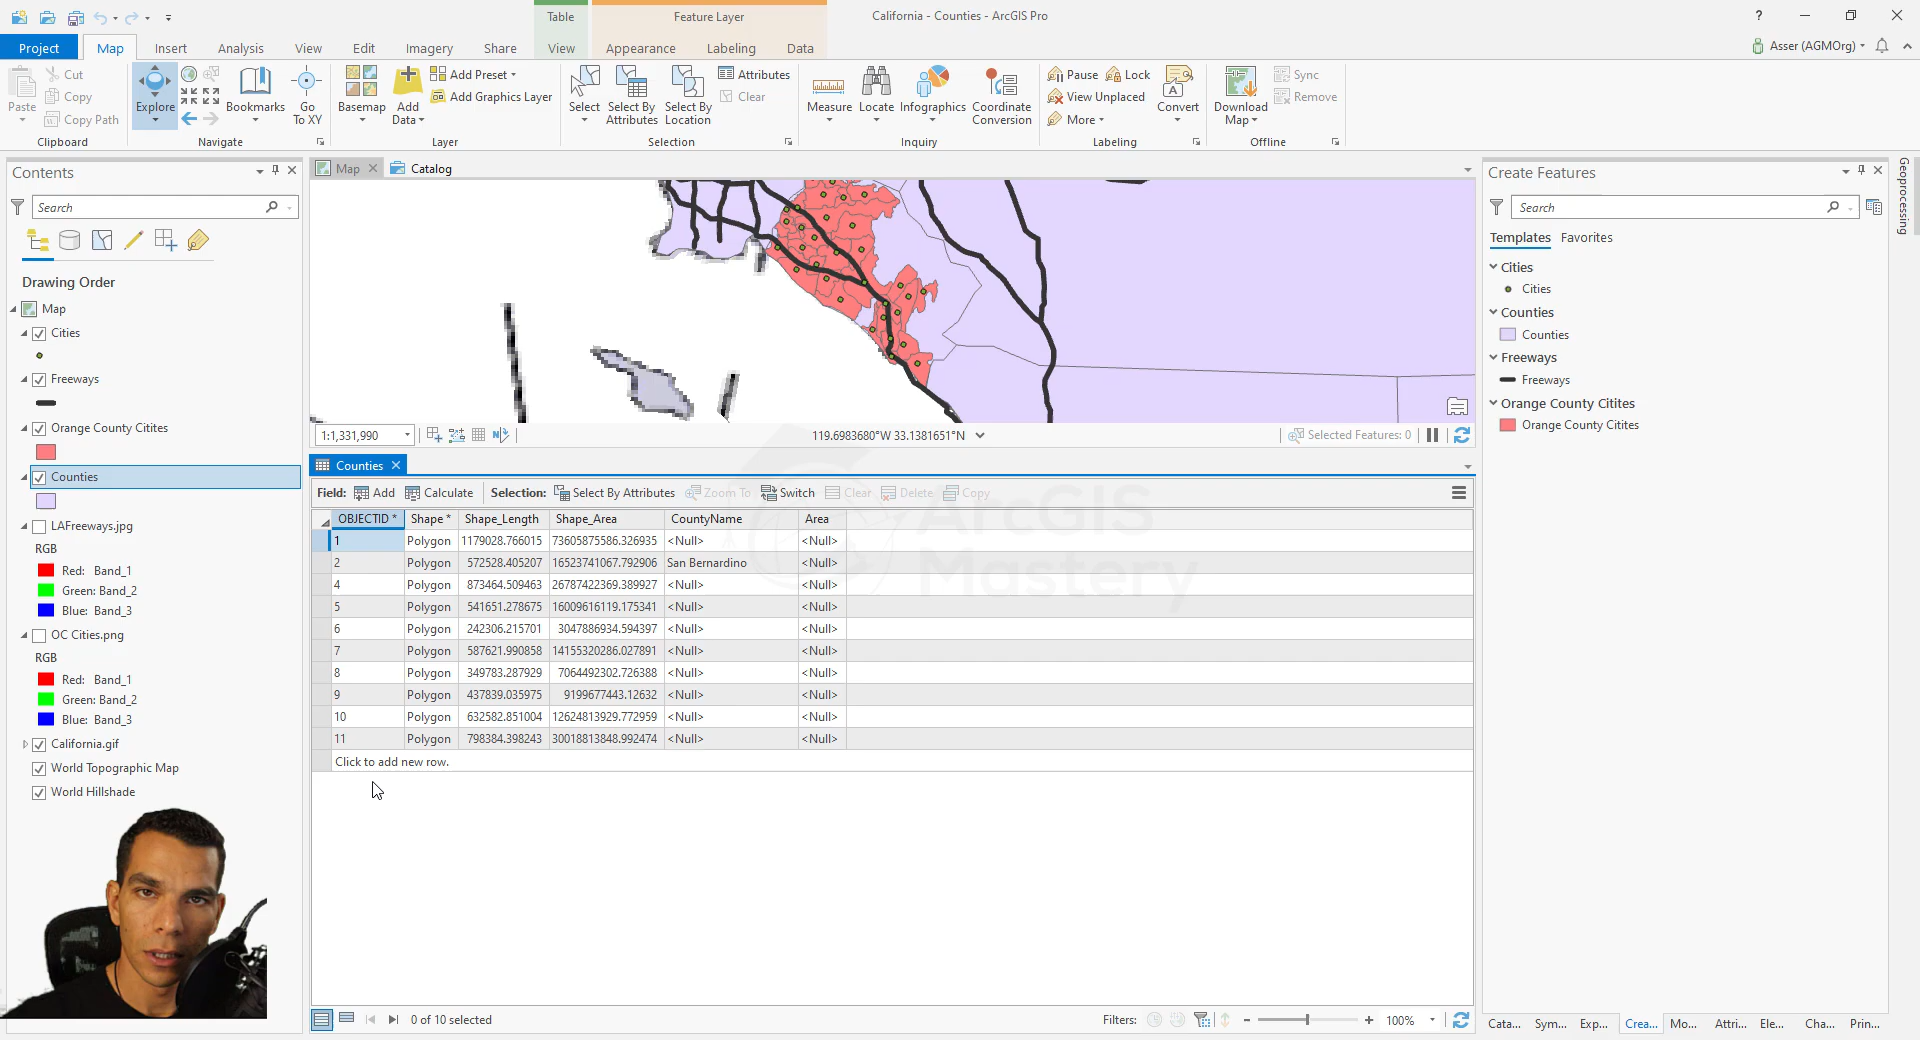 Table
Feature Layer
California - Counties - ArcGIS Pro
?
Project
Map
Insert
Analysis
View
Edit
Imagery
Share
View
Appearance
Labeling
Data
Asser (AGMOrg)
Paste
Cut
Copy
Copy Path
Clipboard
Explore
Bookmarks
Go
To XY
Navigate
Basemap
Add
Data
Add Preset
Add Graphics Layer
Layer
Select
Select By
Attributes
Select By
Location
Attributes
Clear
Selection
Measure
Locate
Infographics
Coordinate
Conversion
Inquiry
Pause
Lock
View Unplaced
More
Convert
Labeling
Download
Map
Sync
Remove
Offline
Contents
Search
Drawing Order
Map
Cities
Freeways
Orange County Citites
Counties
LAFreeways.jpg
RGB
Red: Band_1
Green: Band_2
Blue: Band_3
OC Cities.png
RGB
Red: Band_1
Green: Band_2
Blue: Band_3
California.gif
World Topographic Map
World Hillshade
Map
Catalog
1:1,331,990
119.6983680°W 33.1381651°N
Selected Features: 0
Counties
Field: Add Calculate Selection: Select By Attributes Zoom To Switch Clear Delete Copy
OBJECTID * Shape * Shape_Length Shape_Area CountyName Area
1 Polygon 1179028.766015 73605875586.326935 <Null> <Null>
2 Polygon 572528.405207 16523741067.792906 San Bernardino <Null>
4 Polygon 873464.509463 26787422369.389927 <Null> <Null>
5 Polygon 541651.278675 16009616119.175341 <Null> <Null>
6 Polygon 242306.215701 3047886934.594397 <Null> <Null>
7 Polygon 587621.990858 14155320286.027891 <Null> <Null>
8 Polygon 349783.287929 7064492302.726388 <Null> <Null>
9 Polygon 437839.035975 9199677443.12632 <Null> <Null>
10 Polygon 632582.851004 12624813929.772959 <Null> <Null>
11 Polygon 798384.398243 30018813848.992474 <Null> <Null>
Click to add new row.
ArcGIS
Mastery
0 of 10 selected
Filters:
100%
Create Features
Search
Templates
Favorites
Cities
Cities
Counties
Counties
Freeways
Freeways
Orange County Citites
Orange County Citites
Geoprocessing
Cata... Sym... Exp... Crea... Mo... Attri... Ele... Cha... Prin...